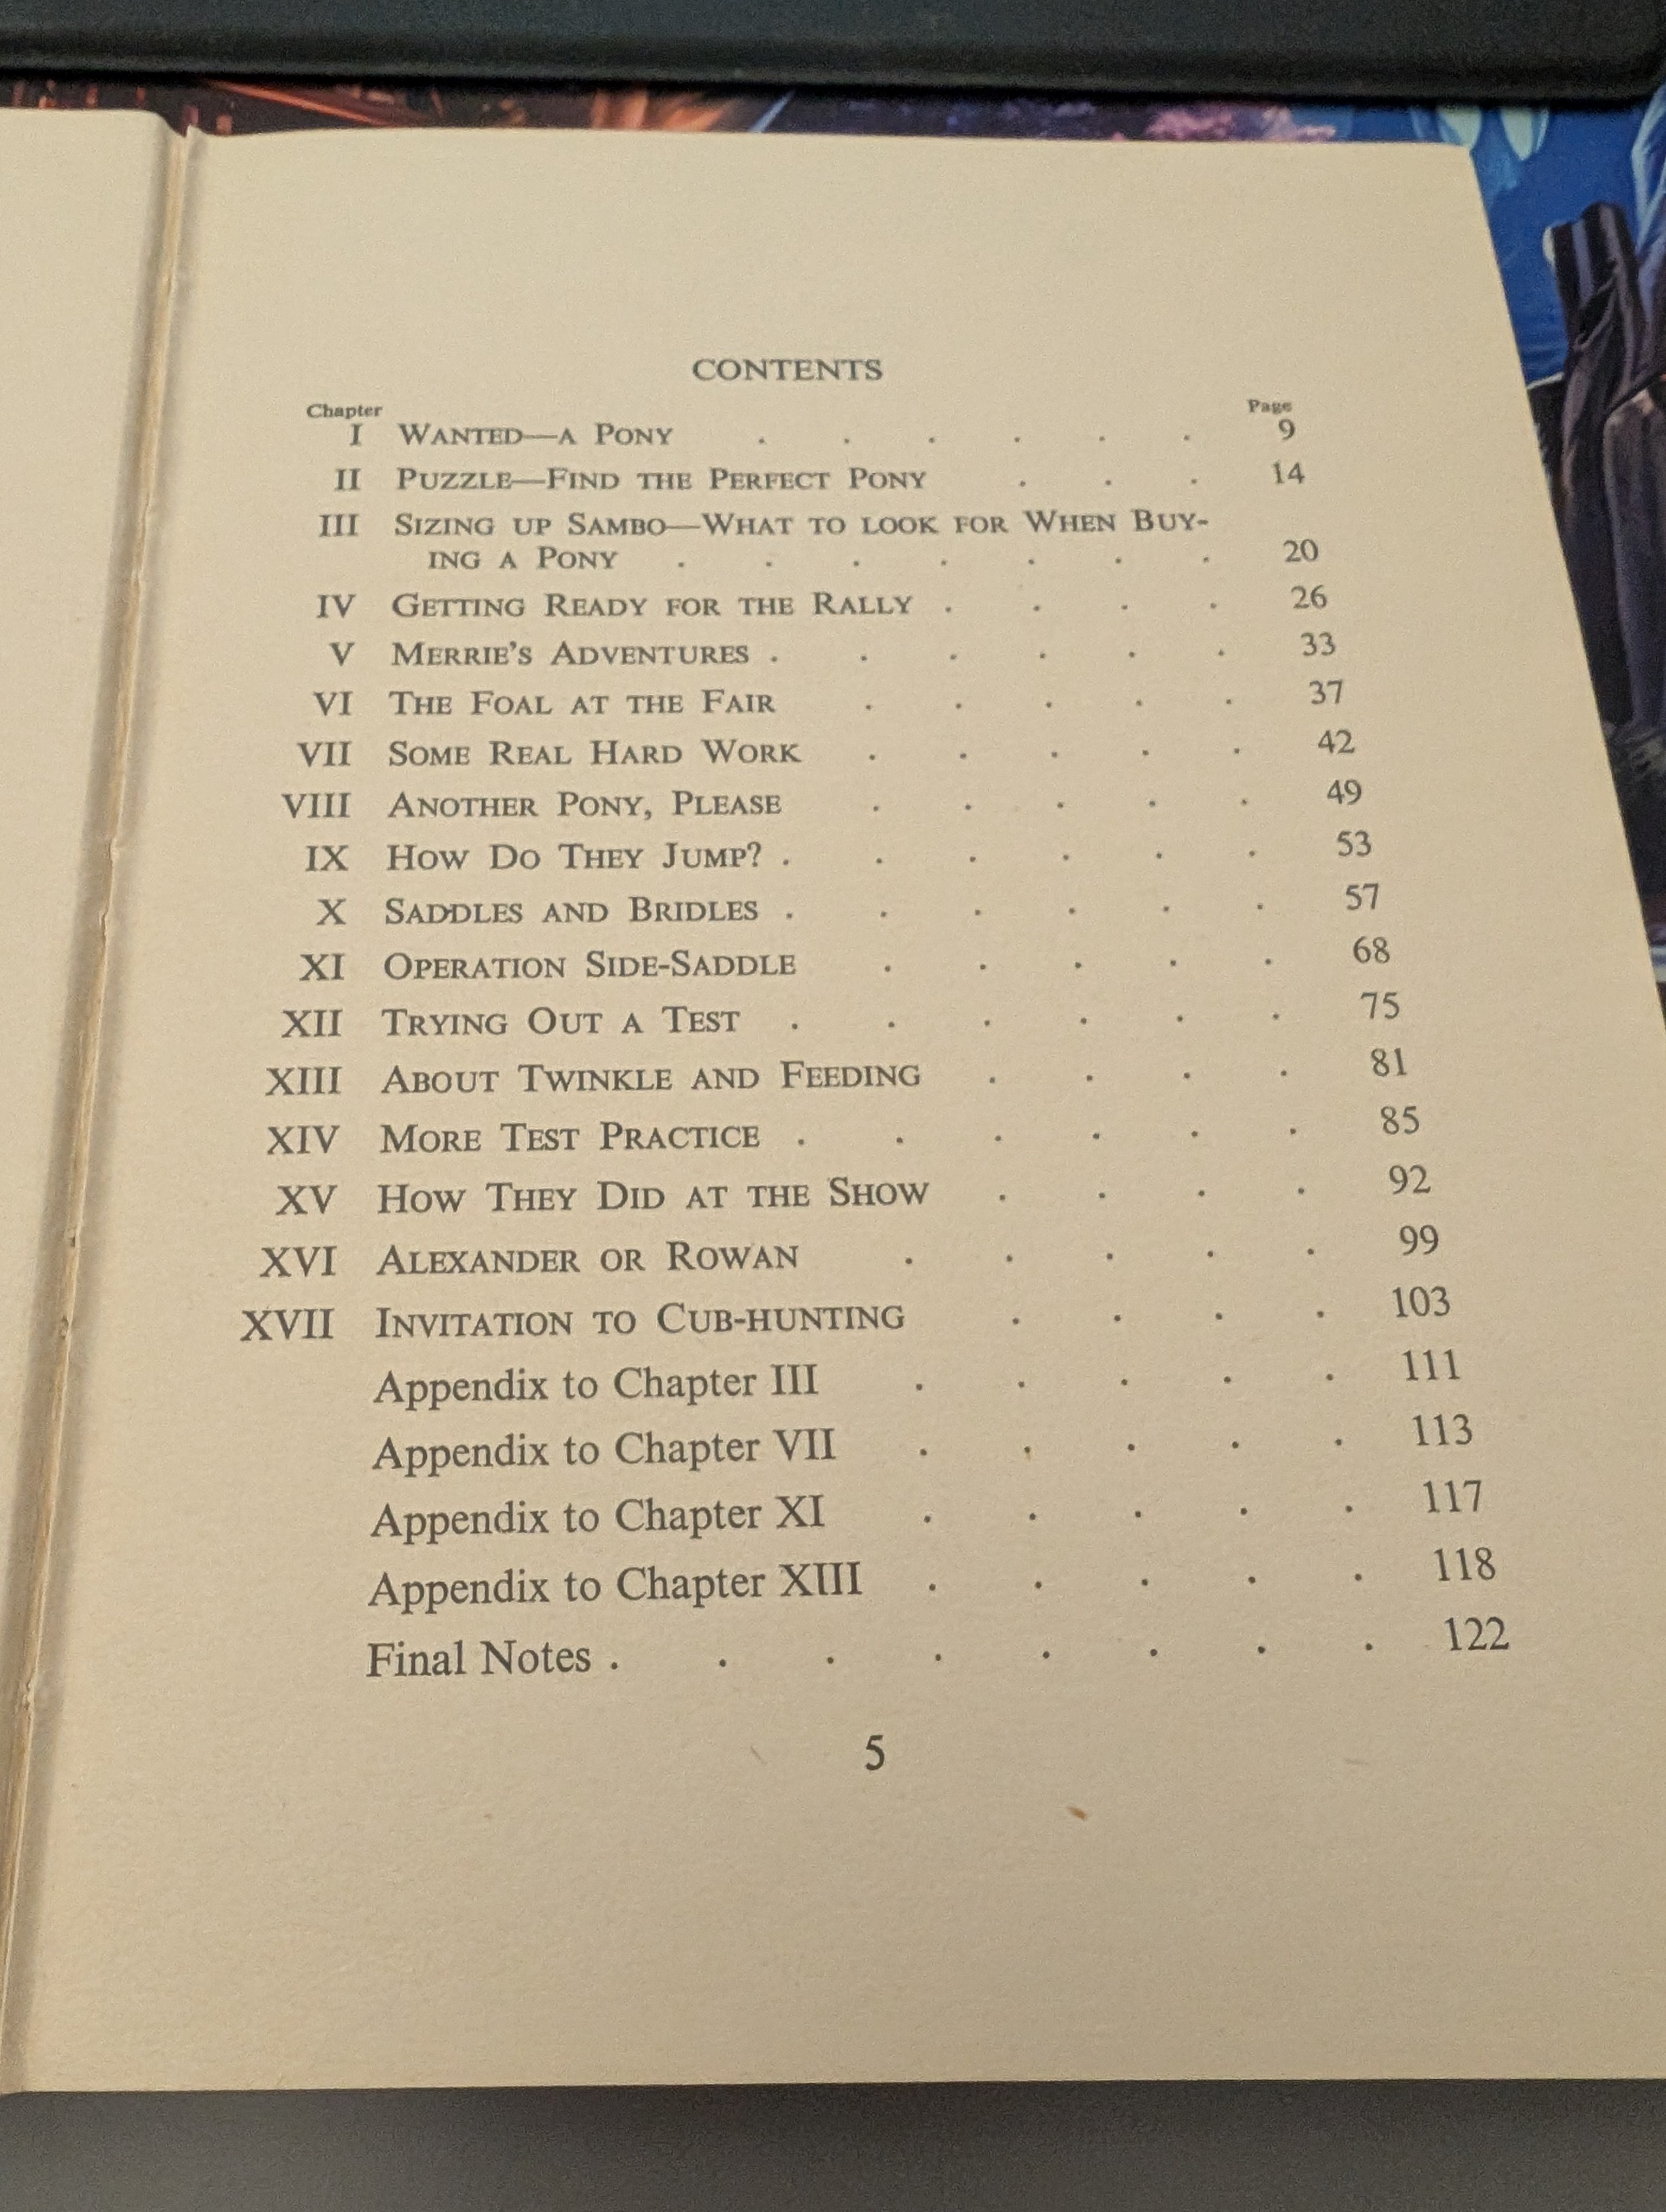 CONTENTS
Chapter Page
I WANTED—A PONY . . . . . . 9
II PUZZLE—FIND THE PERFECT PONY . . . 14
III SIZING UP SAMBO—WHAT TO LOOK FOR WHEN BUY-
ING A PONY . . . . . . . 20
IV GETTING READY FOR THE RALLY . . . . 26
V MERRIE'S ADVENTURES . . . . . . 33
VI THE FOAL AT THE FAIR . . . . . 37
VII SOME REAL HARD WORK . . . . . 42
VIII ANOTHER PONY, PLEASE . . . . . 49
IX HOW DO THEY JUMP? . . . . . . 53
X SADDLES AND BRIDLES . . . . . . 57
XI OPERATION SIDE-SADDLE . . . . . 68
XII TRYING OUT A TEST . . . . . . 75
XIII ABOUT TWINKLE AND FEEDING . . . . 81
XIV MORE TEST PRACTICE . . . . . . 85
XV HOW THEY DID AT THE SHOW . . . . 92
XVI ALEXANDER OR ROWAN . . . . . 99
XVII INVITATION TO CUB-HUNTING . . . . 103
Appendix to Chapter III . . . . . 111
Appendix to Chapter VII . . . . . 113
Appendix to Chapter XI . . . . . 117
Appendix to Chapter XIII . . . . . 118
Final Notes . . . . . . . . 122
5